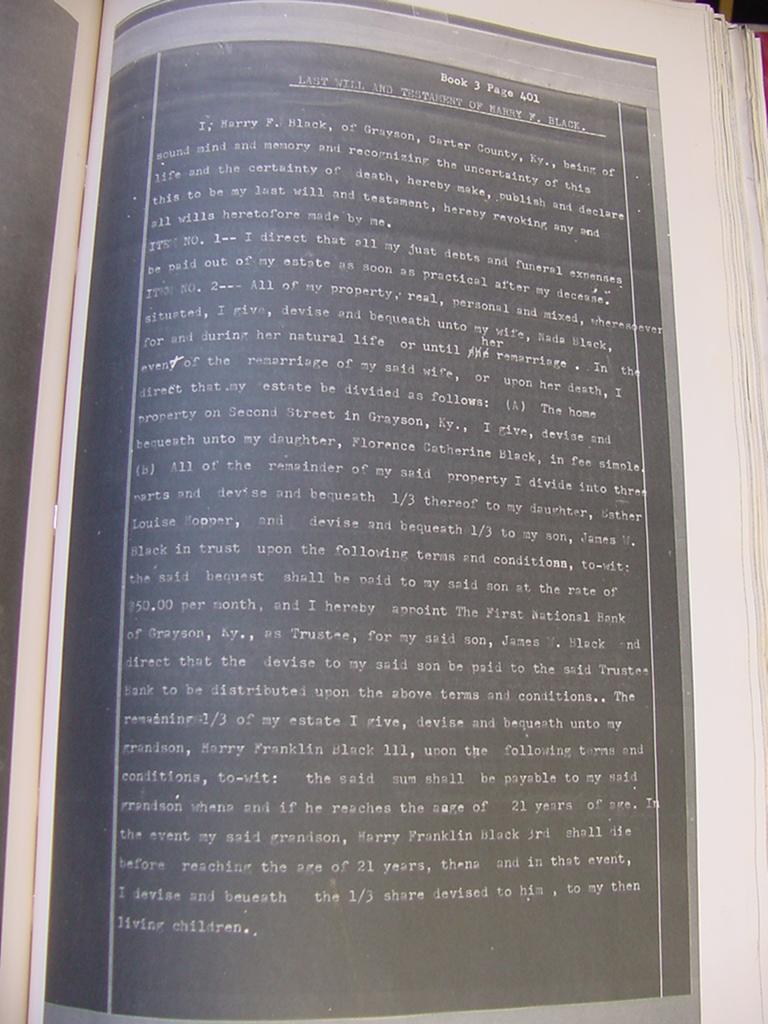 Book 3 Page 401
LAST WILL AND TESTAMENT OF HARRY F. BLACK.
I, Harry F. Black, of Grayson, Carter County, Ky., being of
sound mind and memory and recognizing the uncertainty of this
life and the certainty of death, hereby make, publish and declare
this to be my last will and testament, hereby revoking any and
all wills heretofore made by me.
ITEM NO. 1-- I direct that all my just debts and funeral expenses
be paid out of my estate as soon as practical after my decease.
ITEM NO. 2--- All of my property, real, personal and mixed, wheresoever
situated, I give, devise and bequeath unto my wife, Nada Black,
for and during her natural life or until her remarriage . In the
event of the remarriage of my said wife, or upon her death, I
direct that my estate be divided as follows: (A) The home
property on Second Street in Grayson, Ky., I give, devise and
bequeath unto my daughter, Florence Catherine Black, in fee simple.
(B) All of the remainder of my said property I divide into three
parts and devise and bequeath 1/3 thereof to my daughter, Esther
Louise Hopper, and devise and bequeath 1/3 to my son, James W.
Black in trust upon the following terms and conditions, to-wit:
the said bequest shall be paid to my said son at the rate of
$50.00 per month, and I hereby appoint The First National Bank
of Grayson, Ky., as Trustee, for my said son, James W. Black and
direct that the devise to my said son be paid to the said Trustee
Bank to be distributed upon the above terms and conditions.. The
remaining 1/3 of my estate I give, devise and bequeath unto my
grandson, Harry Franklin Black 111, upon the following terms and
conditions, to-wit: the said sum shall be payable to my said
grandson whena and if he reaches the aage of 21 years of age. In
the event my said grandson, Harry Franklin Black 3rd shall die
before reaching the age of 21 years, thena and in that event,
I devise and beueath the 1/3 share devised to him , to my then
living children..